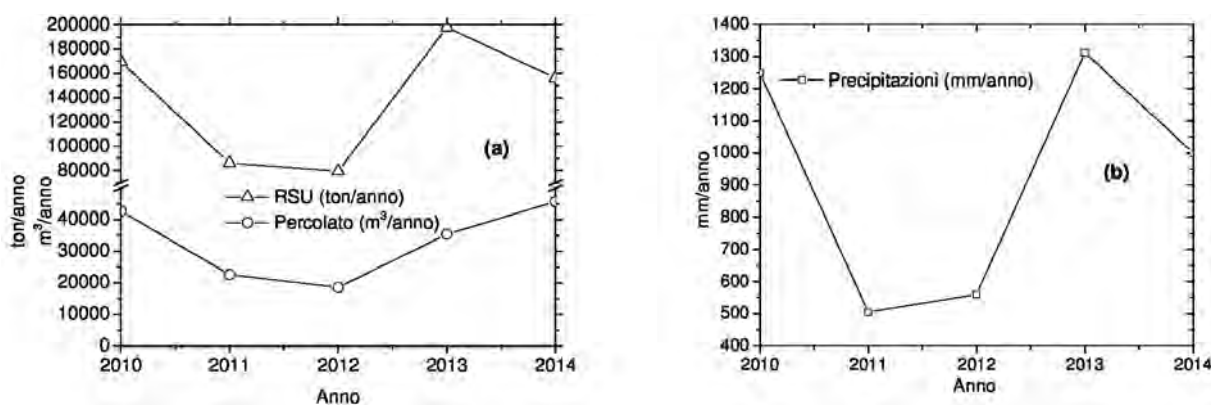 200000
180000
160000
140000
120000
100000
80000
40000
30000
20000
10000
0
ton/anno
m³/anno
(a)
RSU (ton/anno)
Percolato (m³/anno)
2010 2011 2012 2013 2014
Anno
1400
1300
1200
1100
1000
900
800
700
600
500
400
mm/anno
Precipitazioni (mm/anno)
(b)
2010 2011 2012 2013 2014
Anno